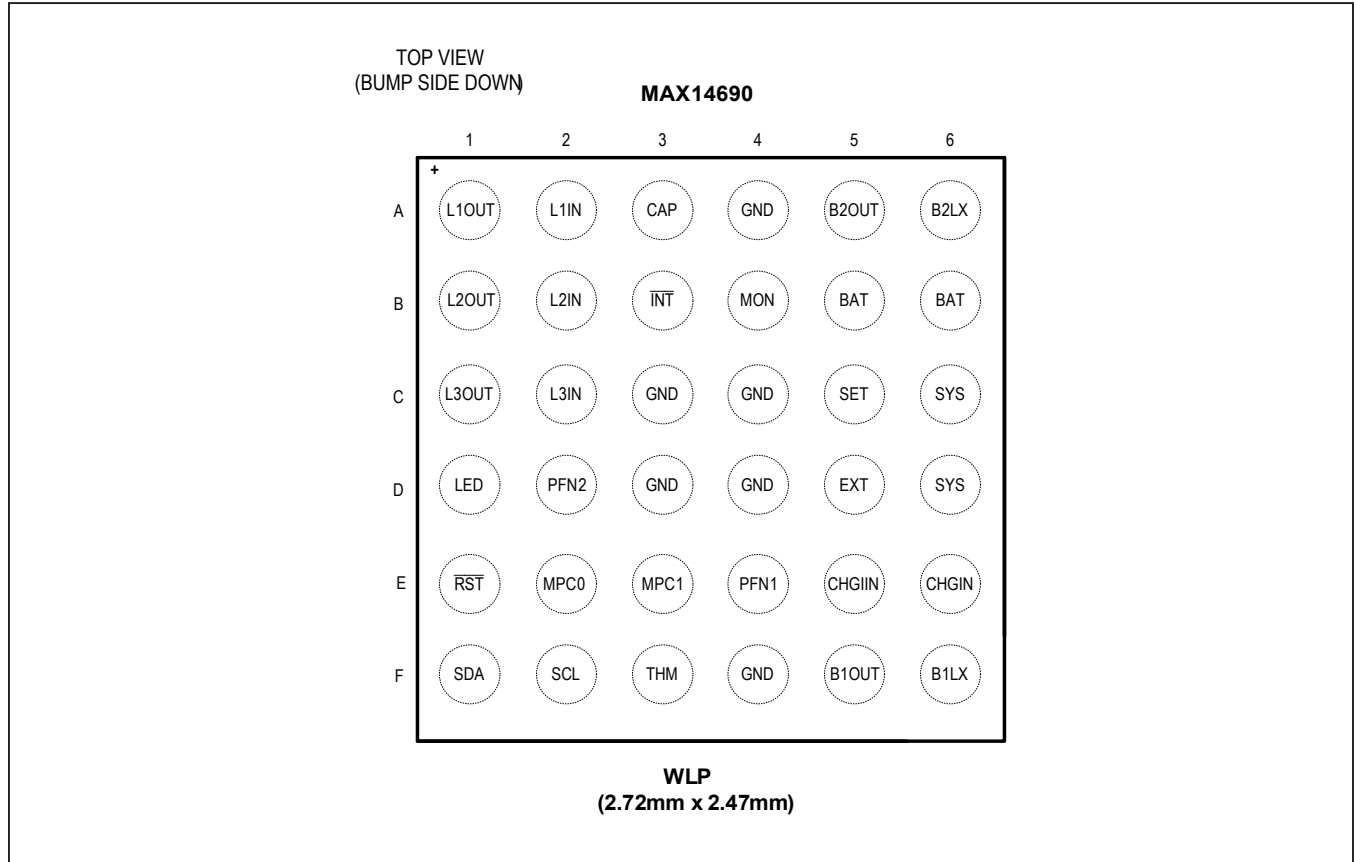 TOP VIEW
(BUMP SIDE DOWN)
MAX14690
1 2 3 4 5 6
+
A L1OUT L1IN CAP GND B2OUT B2LX
B L2OUT L2IN INT MON BAT BAT
C L3OUT L3IN GND GND SET SYS
D LED PFN2 GND GND EXT SYS
E RST MPC0 MPC1 PFN1 CHGIIN CHGIN
F SDA SCL THM GND B1OUT B1LX
WLP
(2.72mm x 2.47mm)